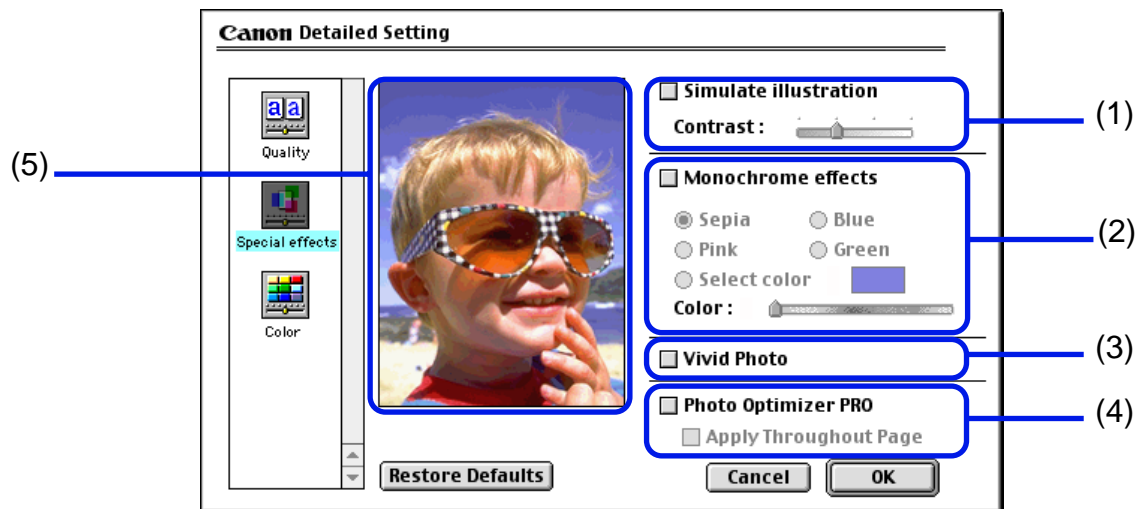 Canon Detailed Setting
a a
Quality
Special effects
Color
(5)
Simulate illustration
Contrast :
(1)
Monochrome effects
Sepia
Blue
Pink
Green
Select color
Color :
(2)
Vivid Photo
(3)
Photo Optimizer PRO
Apply Throughout Page
(4)
Restore Defaults
Cancel
OK